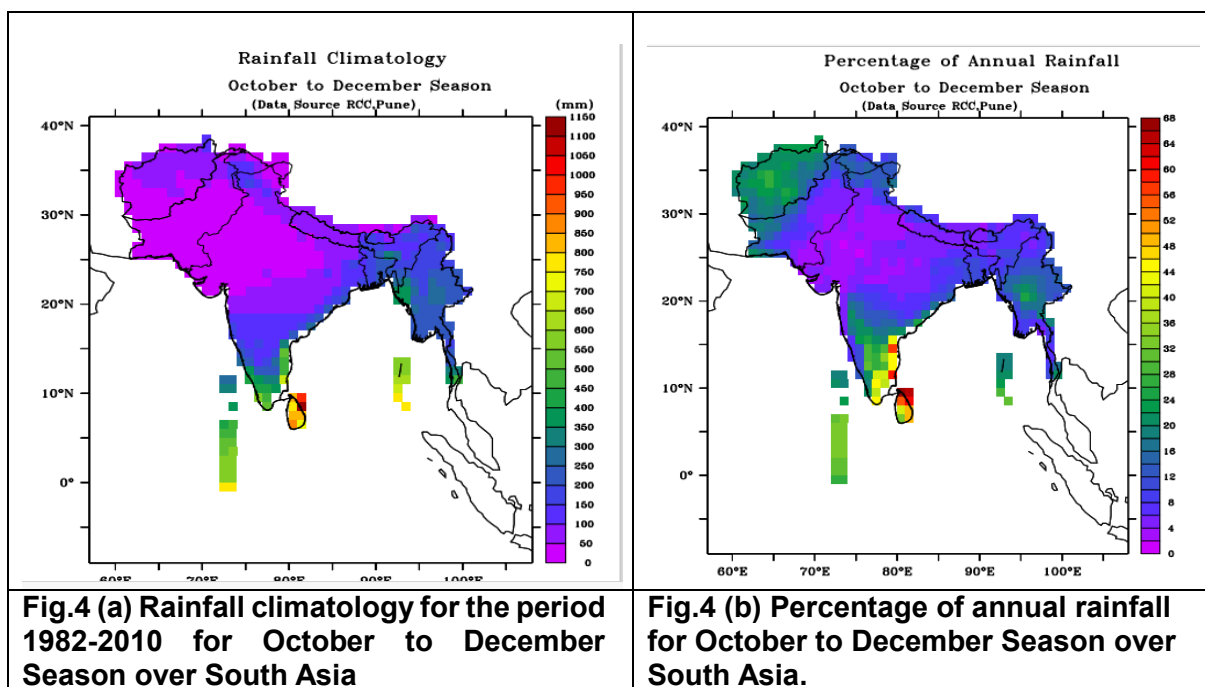 Rainfall Climatology
October to December Season
(Data Source RCC,Pune)
(mm)
40°N
30°N
20°N
10°N
0°
60°E 70°E 80°E 90°E 100°E
1150
1100
1050
1000
950
900
850
800
750
700
650
600
550
500
450
400
350
300
250
200
150
100
50
0
Percentage of Annual Rainfall
October to December Season
(Data Source RCC,Pune)
40°N
30°N
20°N
10°N
0°
60°E 70°E 80°E 90°E 100°E
68
64
60
56
52
48
44
40
36
32
28
24
20
16
12
8
4
0
Fig.4 (a) Rainfall climatology for the period
1982-2010 for October to December
Season over South Asia
Fig.4 (b) Percentage of annual rainfall
for October to December Season over
South Asia.